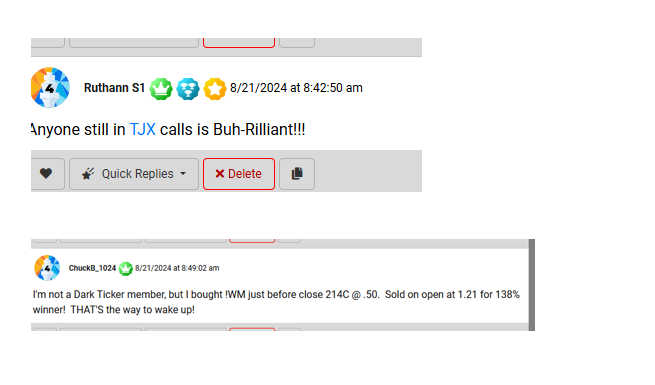 4
Ruthann S1 8/21/2024 at 8:42:50 am
Anyone still in TJX calls is Buh-Rilliant!!!
Quick Replies
Delete
4
ChuckB_1024 8/21/2024 at 8:49:02 am
I'm not a Dark Ticker member, but I bought !WM just before close 214C @ .50. Sold on open at 1.21 for 138%
winner! THAT'S the way to wake up!